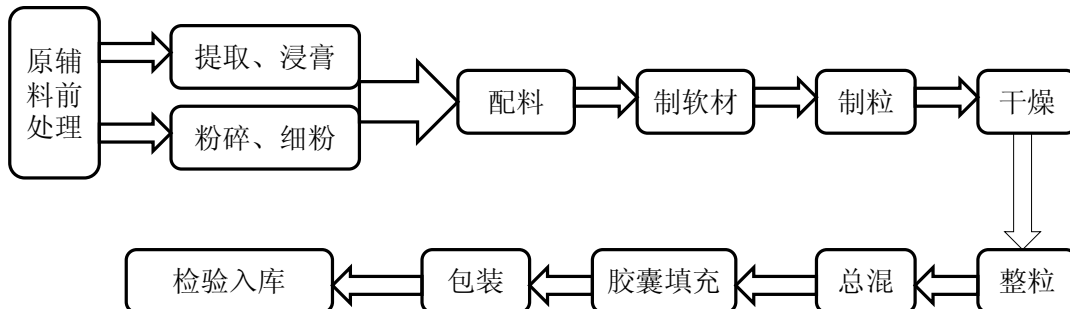 原辅
料前
处理
提取、浸膏
粉碎、细粉
配料
制软材
制粒
干燥
整粒
总混
胶囊填充
包装
检验入库